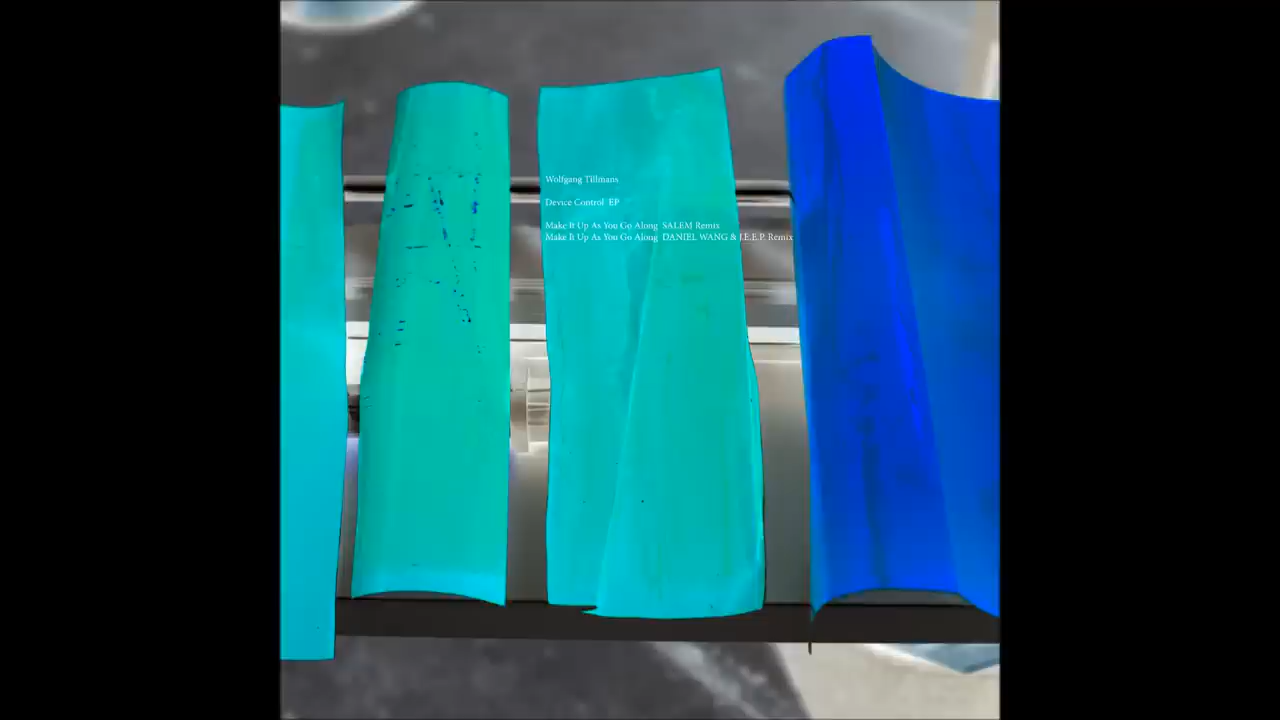 Wolfgang Tillmans
Device Control EP
Make It Up As You Go Along SALEM Remix
Make It Up As You Go Along DANIEL WANG & J.E.E.P. Remix